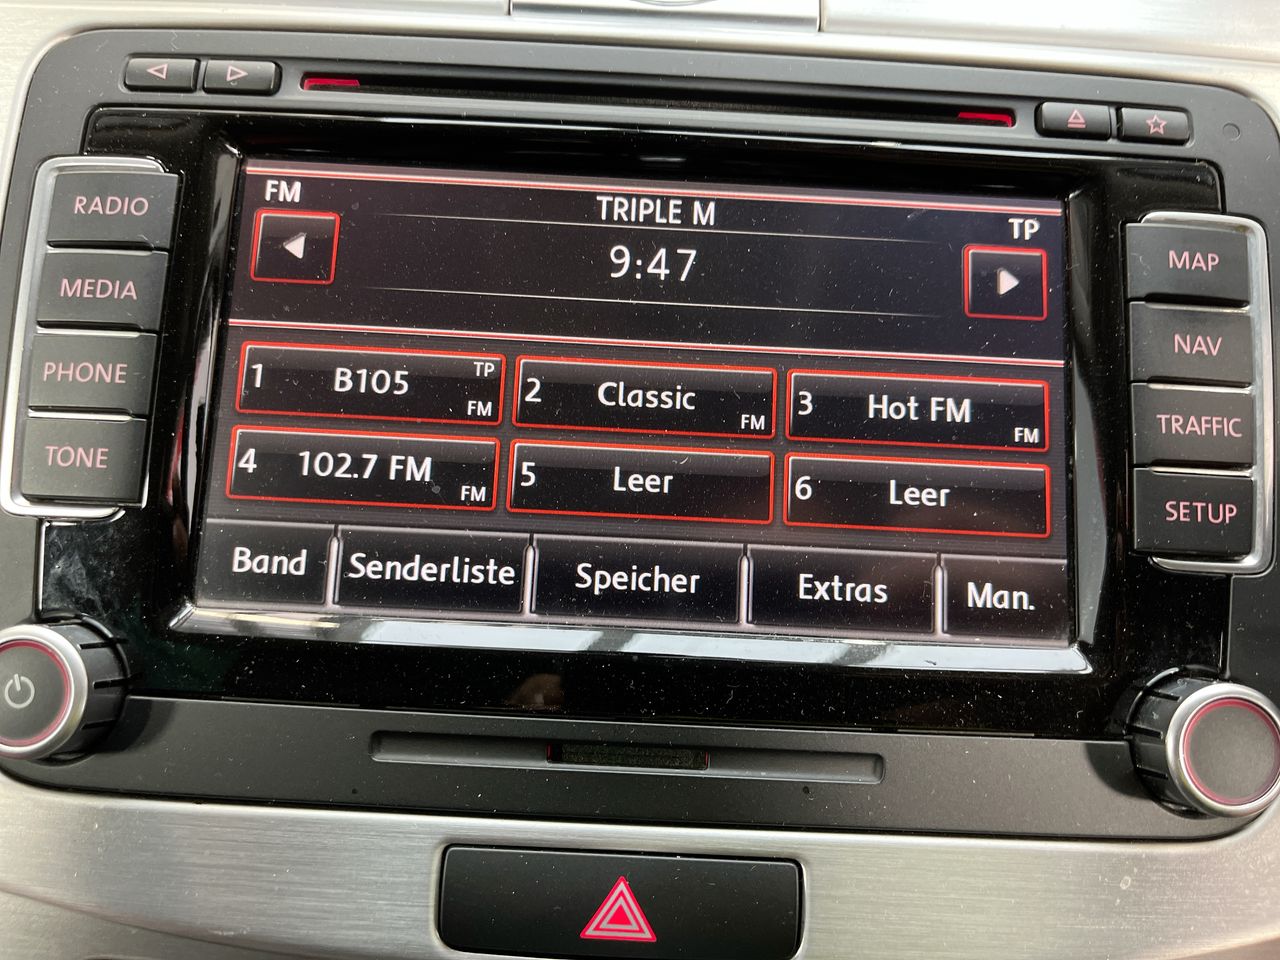 FM
TRIPLE M
TP
9:47
1 B105 TP FM
2 Classic FM
3 Hot FM FM
4 102.7 FM FM
5 Leer
6 Leer
Band
Senderliste
Speicher
Extras
Man.
RADIO
MEDIA
PHONE
TONE
MAP
NAV
TRAFFIC
SETUP